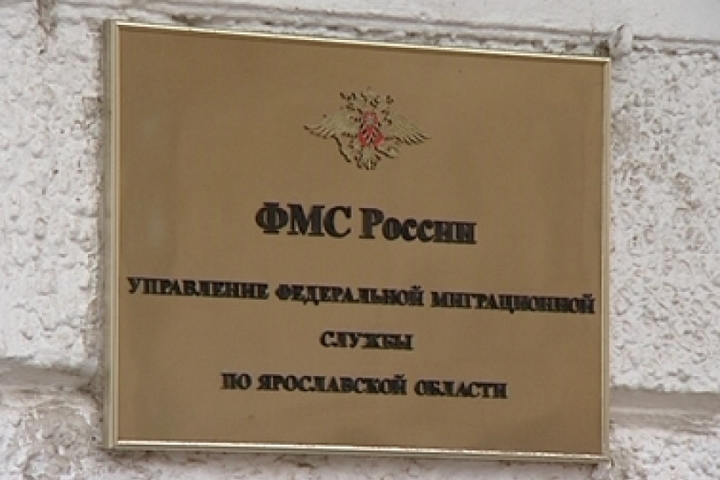 ФМС России
УПРАВЛЕНИЕ ФЕДЕРАЛЬНОЙ МИГРАЦИОННОЙ
СЛУЖБЫ
ПО ЯРОСЛАВСКОЙ ОБЛАСТИ